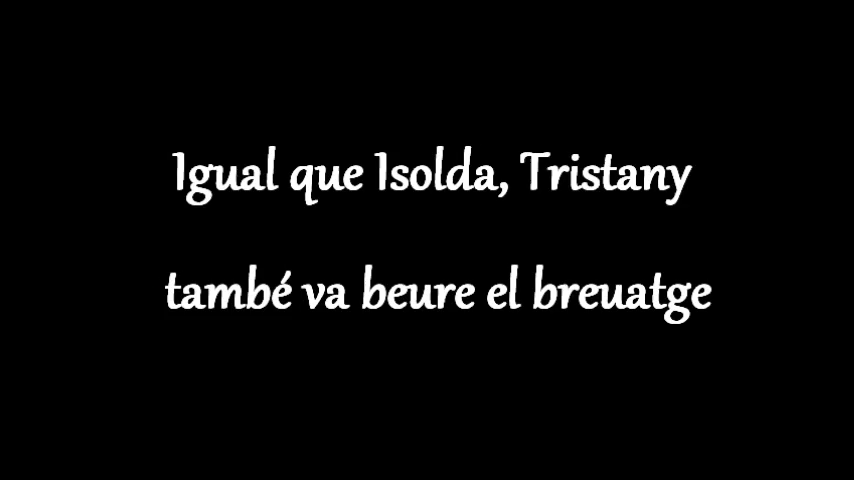 Igual que Isolda, Tristany
també va beure el breuatge